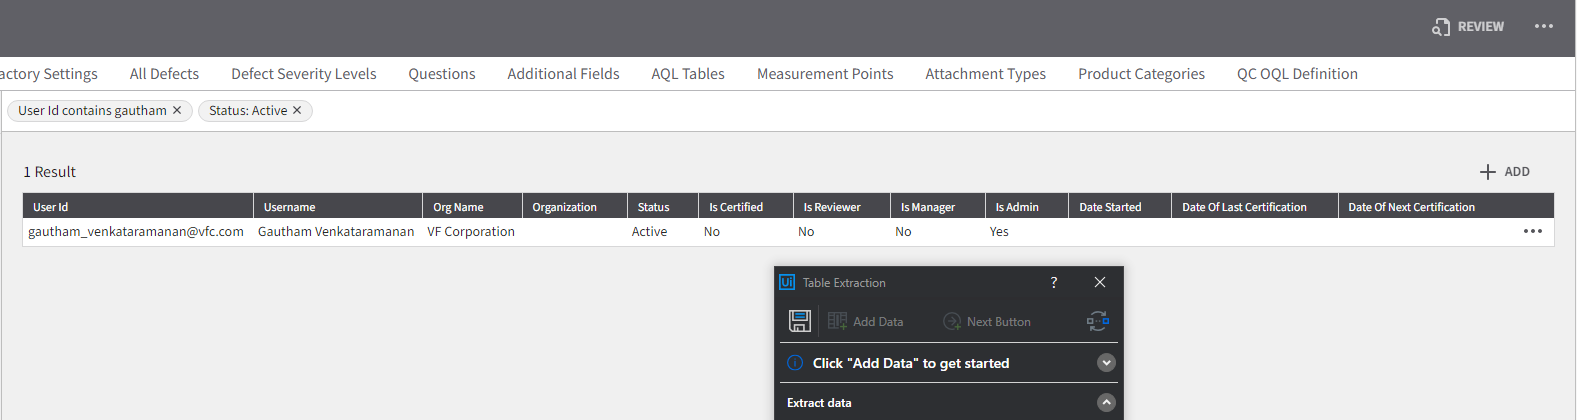 REVIEW
actory Settings All Defects Defect Severity Levels Questions Additional Fields AQL Tables Measurement Points Attachment Types Product Categories QC OQL Definition
User Id contains gautham × Status: Active ×
1 Result + ADD
User Id Username Org Name Organization Status Is Certified Is Reviewer Is Manager Is Admin Date Started Date Of Last Certification Date Of Next Certification
gautham_venkataramanan@vfc.com Gautham Venkataramanan VF Corporation Active No No No Yes
Ui Table Extraction ? ×
Add Data Next Button
Click "Add Data" to get started
Extract data